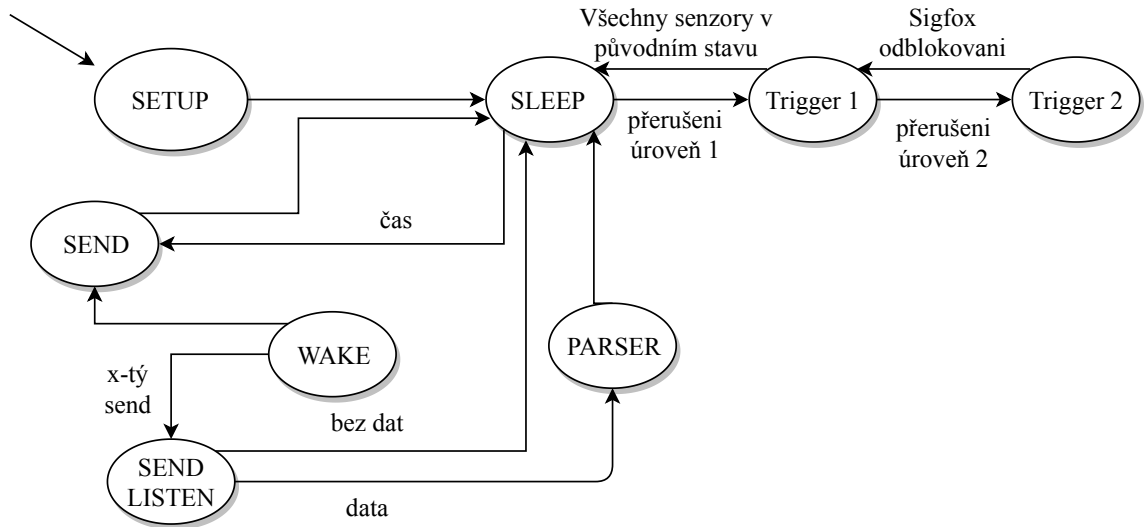 Všechny senzory v
původním stavu
Sigfox
odblokovani
SETUP
SLEEP
Trigger 1
Trigger 2
přerušeni
úroveň 1
přerušeni
úroveň 2
SEND
čas
WAKE
PARSER
x-tý
send
bez dat
SEND
LISTEN
data